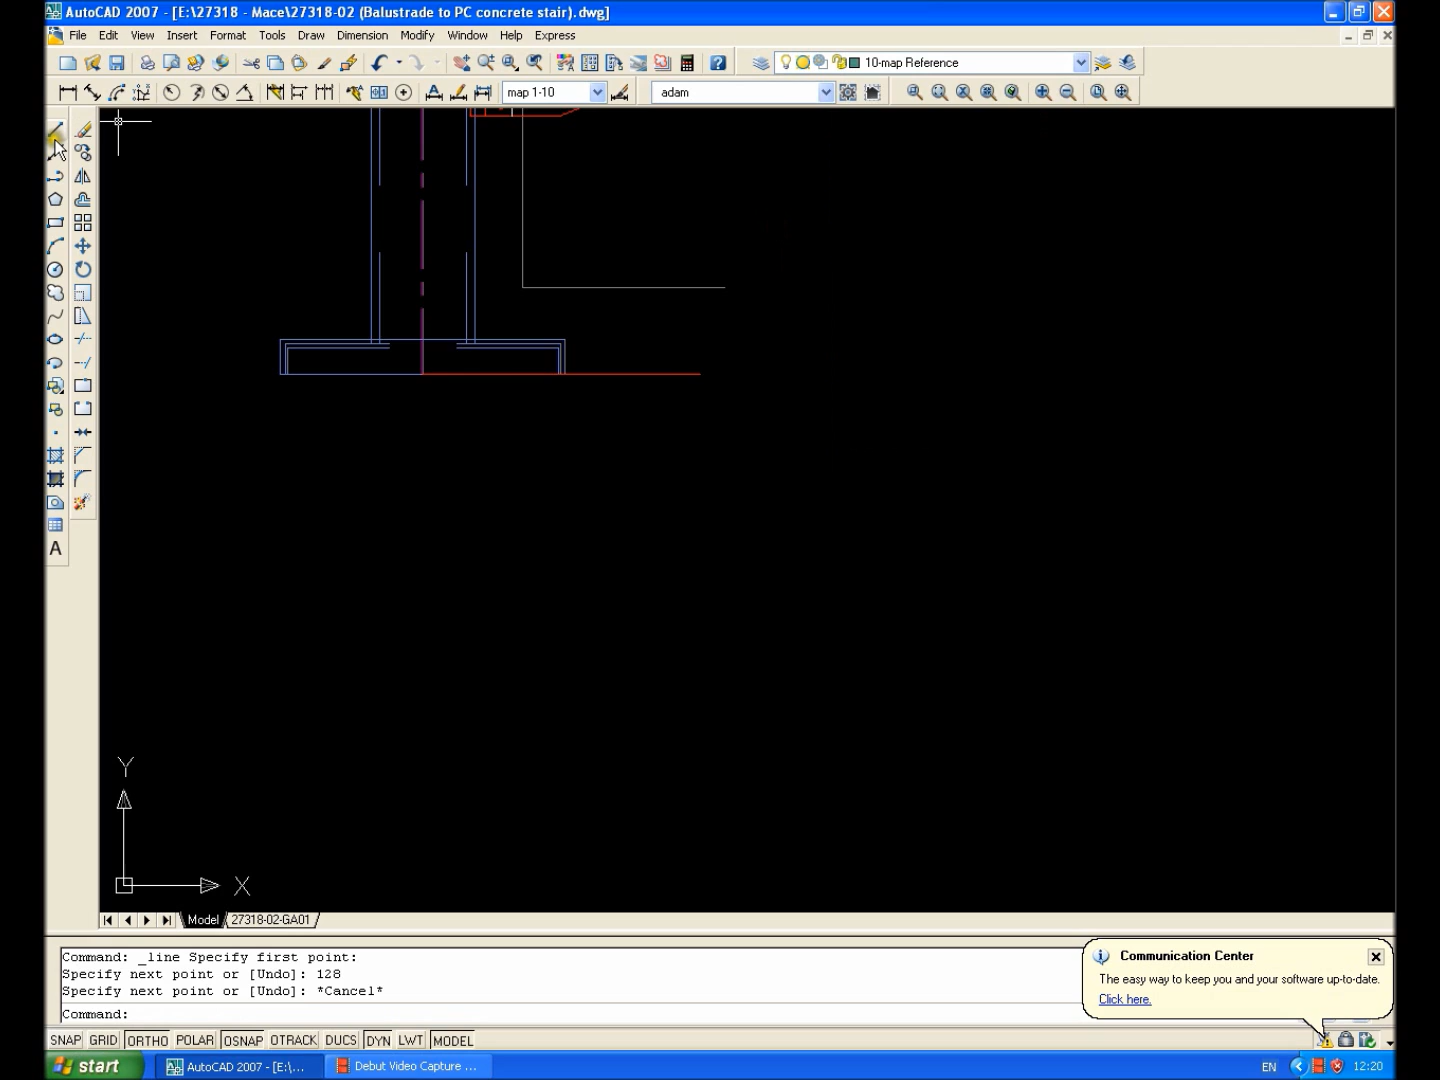 AutoCAD 2007 - [E:\27318 - Mace\27318-02 (Balustrade to PC concrete stair).dwg]
File Edit View Insert Format Tools Draw Dimension Modify Window Help Express
10-map Reference
map 1-10 adam
A
Y
X
Model 27318-02-GA01
Command: _line Specify first point:
Specify next point or [Undo]: 128
Specify next point or [Undo]: *Cancel*
Command:
Communication Center
The easy way to keep you and your software up-to-date.
Click here.
SNAP GRID ORTHO POLAR OSNAP OTRACK DUCS DYN LWT MODEL
start AutoCAD 2007 - [E:\... Debut Video Capture ... EN 12:20